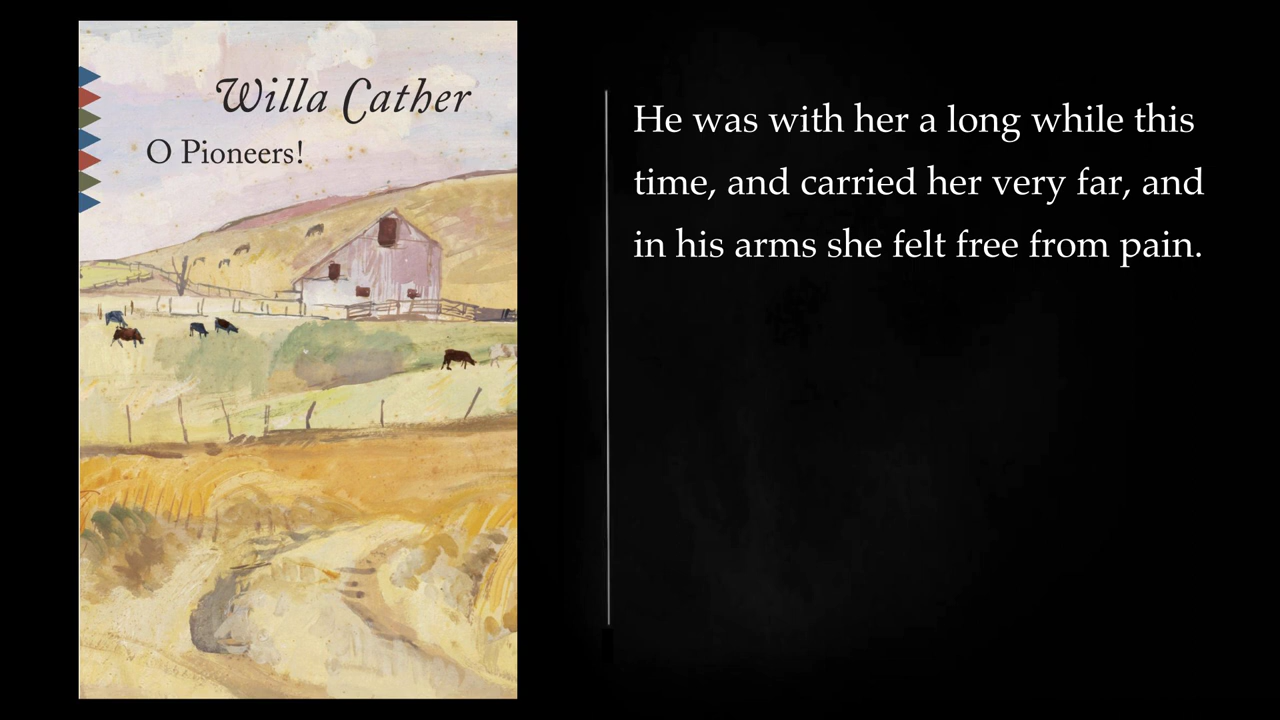 Willa Cather
O Pioneers!
He was with her a long while this
time, and carried her very far, and
in his arms she felt free from pain.